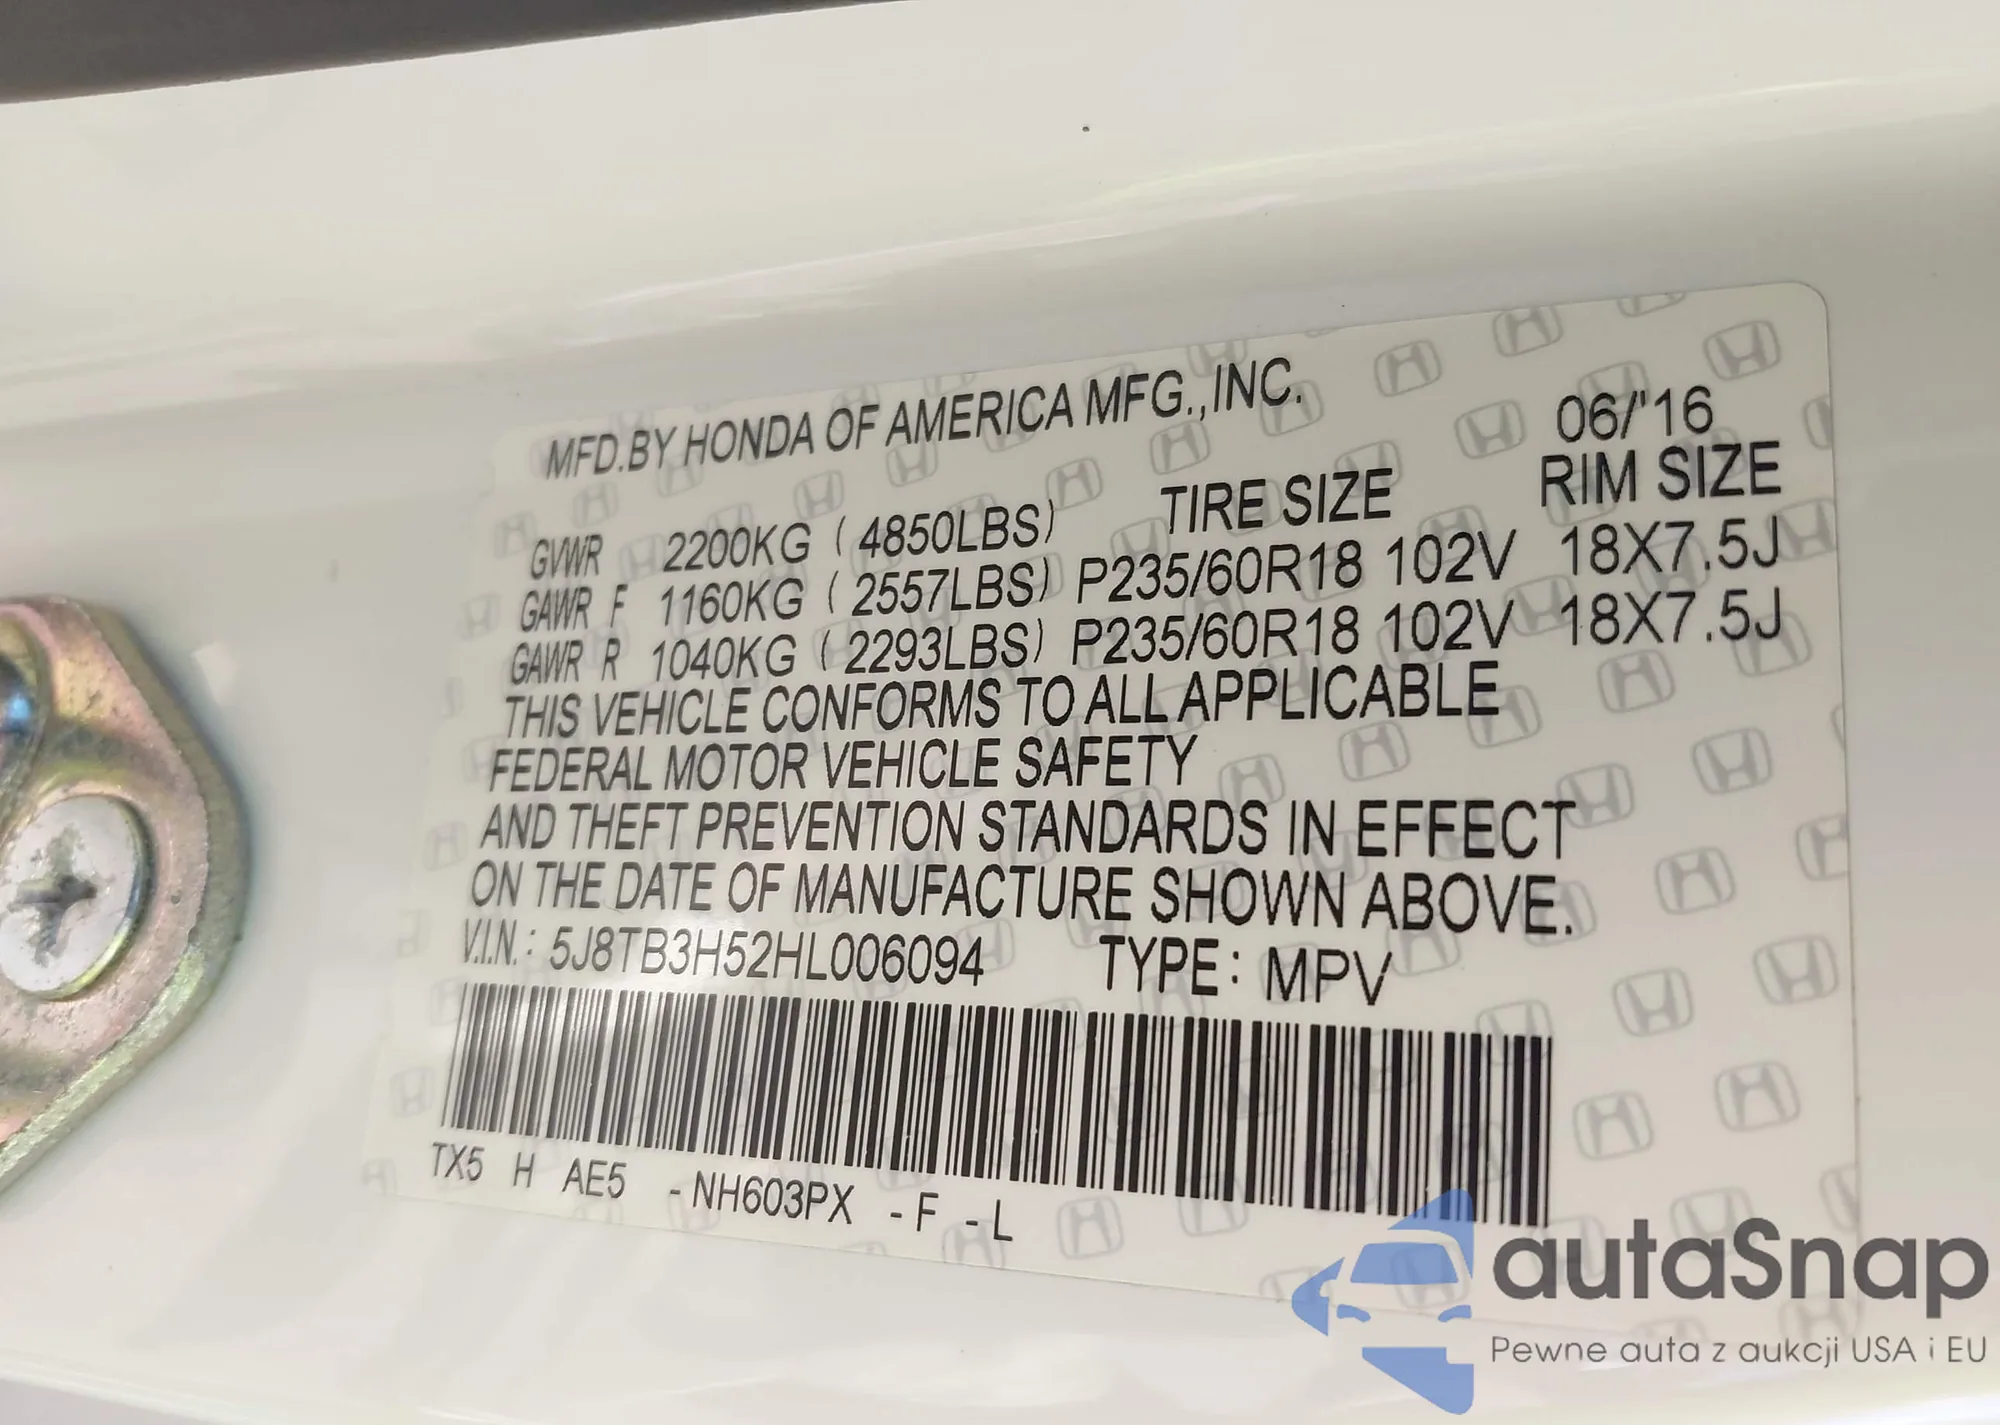 MFD.BY HONDA OF AMERICA MFG.,INC.
06/'16
TIRE SIZE RIM SIZE
GVWR 2200KG (4850LBS)
GAWR F 1160KG (2557LBS) P235/60R18 102V 18X7.5J
GAWR R 1040KG (2293LBS) P235/60R18 102V 18X7.5J
THIS VEHICLE CONFORMS TO ALL APPLICABLE
FEDERAL MOTOR VEHICLE SAFETY
AND THEFT PREVENTION STANDARDS IN EFFECT
ON THE DATE OF MANUFACTURE SHOWN ABOVE.
V.I.N.: 5J8TB3H52HL006094 TYPE: MPV
TX5 H AE5 -NH603PX -F -L
autaSnap
Pewne auta z aukcji USA i EU